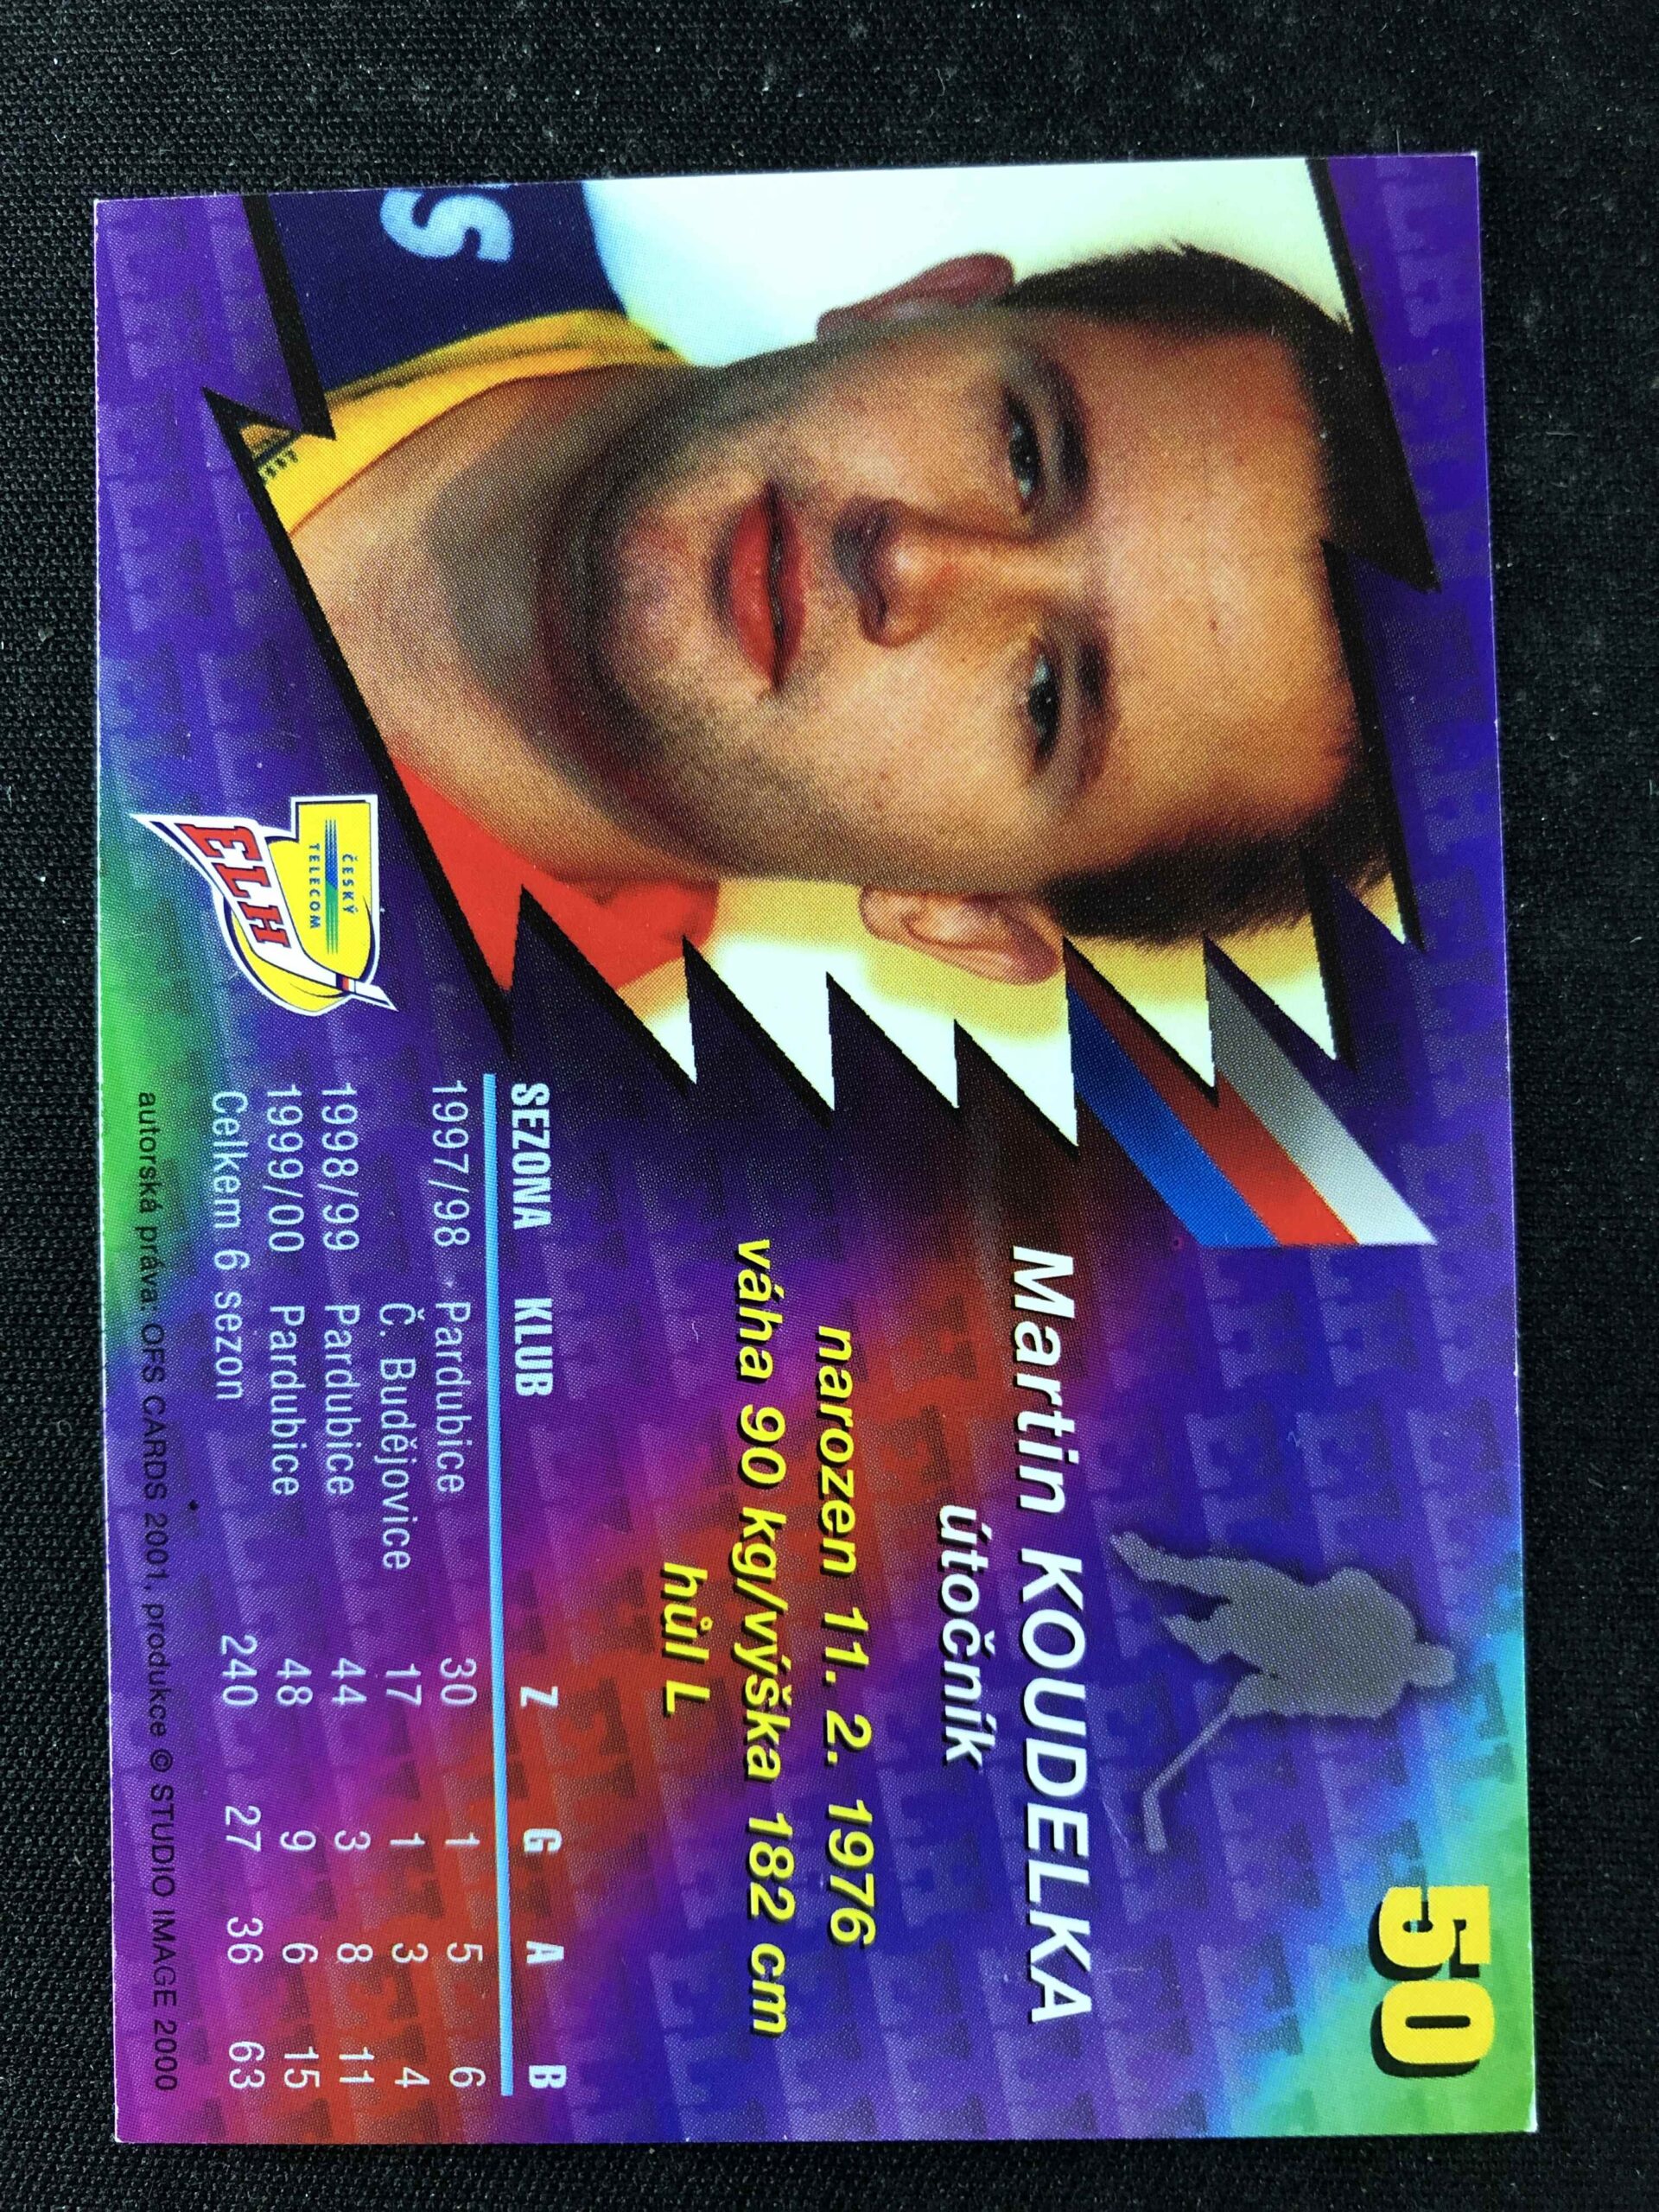 50
Martin KOUDELKA
útočník
narozen 11. 2. 1976
váha 90 kg/výška 182 cm
hůl L
SEZONA KLUB Z G A B
1997/98 Pardubice 30 1 5 6
Č. Budějovice 17 1 3 4
1998/99 Pardubice 44 3 8 11
1999/00 Pardubice 48 9 6 15
Celkem 6 sezon 240 27 36 63
ČESKÝ
TELECOM
ELH
autorská práva: OFS CARDS 2001, produkce © STUDIO IMAGE 2000